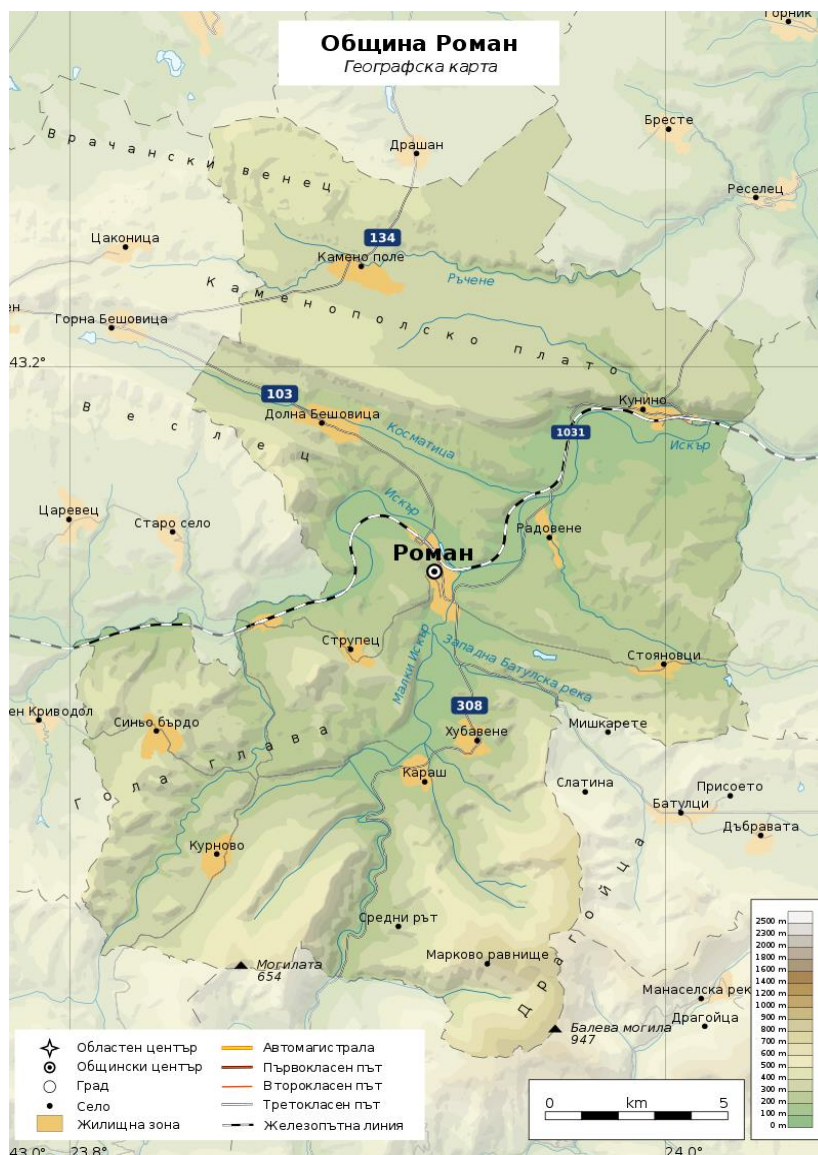 Община Роман
Географска карта
Горник
Бресте
Драшан
Врачански венец
Реселец
Цаконица
134
Камено поле
Ръчене
Каменополско плато
Горна Бешовица
43.2°
103
Долна Бешовица
Кунино
Веслец
Косматица
1031
Искър
Искър
Царевец
Старо село
Радовене
Роман
Струпец
Малки Искър
Западна Батулска река
Стояновци
ен Криводол
Синьо бърдо
308
Хубавене
Мишкарете
Гола глава
Караш
Слатина
Присоето
Батулци
Дъбравата
Курново
Драгойца
Средни рът
Марково равнище
Могилата
654
Манаселска рек
Драгойца
Балева могила
947
2500 m
2300 m
2000 m
1800 m
1600 m
1400 m
1200 m
1000 m
900 m
800 m
700 m
600 m
500 m
400 m
300 m
200 m
100 m
0 m
Областен център
Общински център
Град
Село
Жилищна зона
Автомагистрала
Първокласен път
Второкласен път
Третокласен път
Железопътна линия
0 km 5
43.0°
23.8°
24.0°